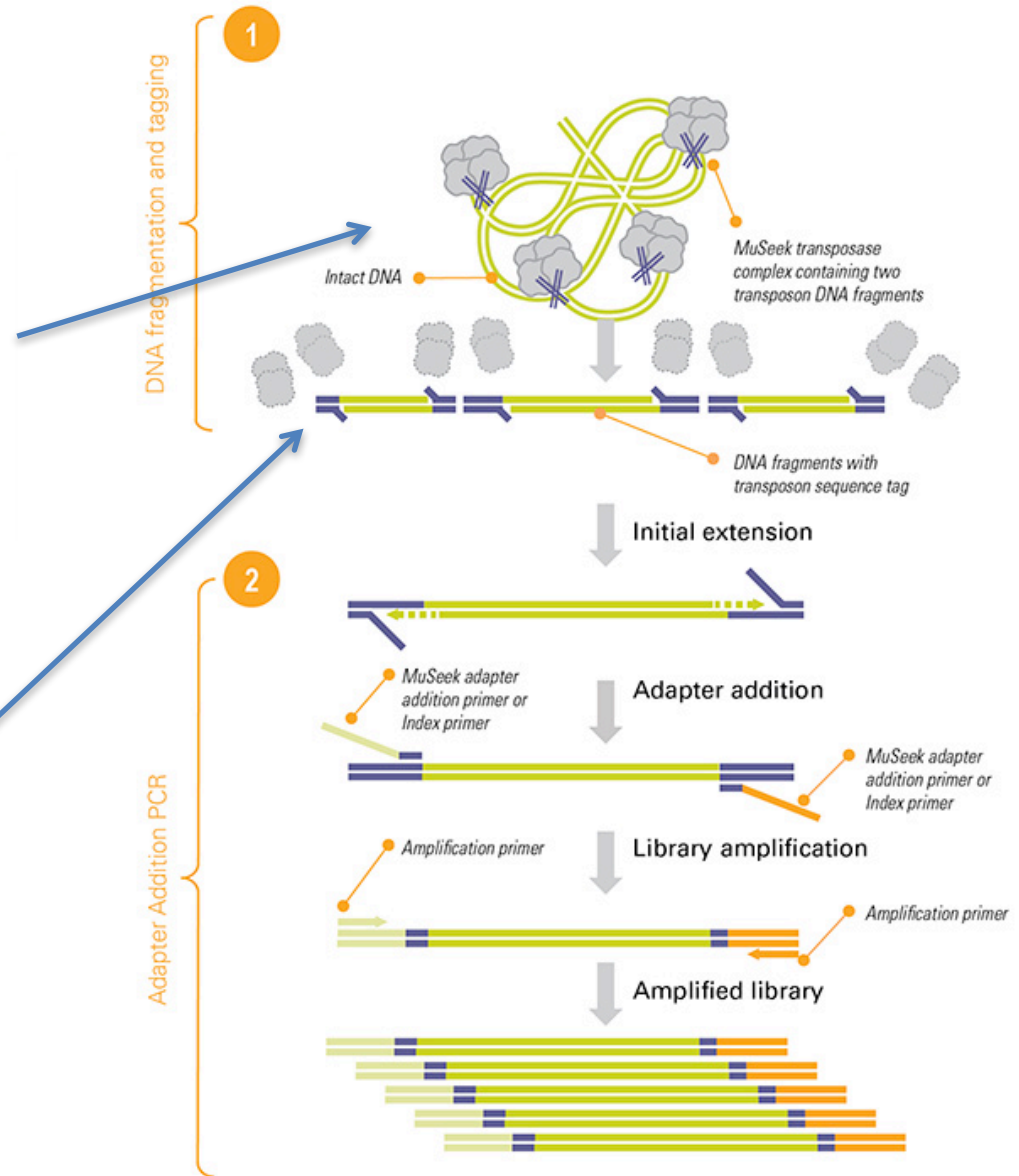 1
DNA fragmentation and tagging
Intact DNA
MuSeek transposase
complex containing two
transposon DNA fragments
DNA fragments with
transposon sequence tag
Initial extension
2
Adapter Addition PCR
MuSeek adapter
addition primer or
Index primer
Adapter addition
MuSeek adapter
addition primer or
Index primer
Amplification primer
Library amplification
Amplification primer
Amplified library